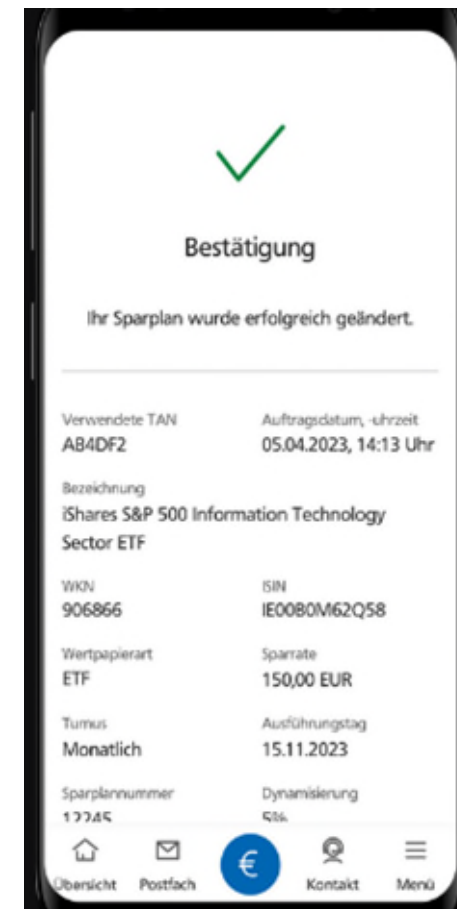 Bestätigung
Ihr Sparplan wurde erfolgreich geändert.
Verwendete TAN Auftragsdatum, -uhrzeit
AB4DF2 05.04.2023, 14:13 Uhr
Bezeichnung
iShares S&P 500 Information Technology
Sector ETF
WKN ISIN
906866 IE00B0M62Q58
Wertpapierart Sparrate
ETF 150,00 EUR
Turnus Ausführungstag
Monatlich 15.11.2023
Sparplannummer Dynamisierung
12245 5%
€
Übersicht Postfach Kontakt Menü